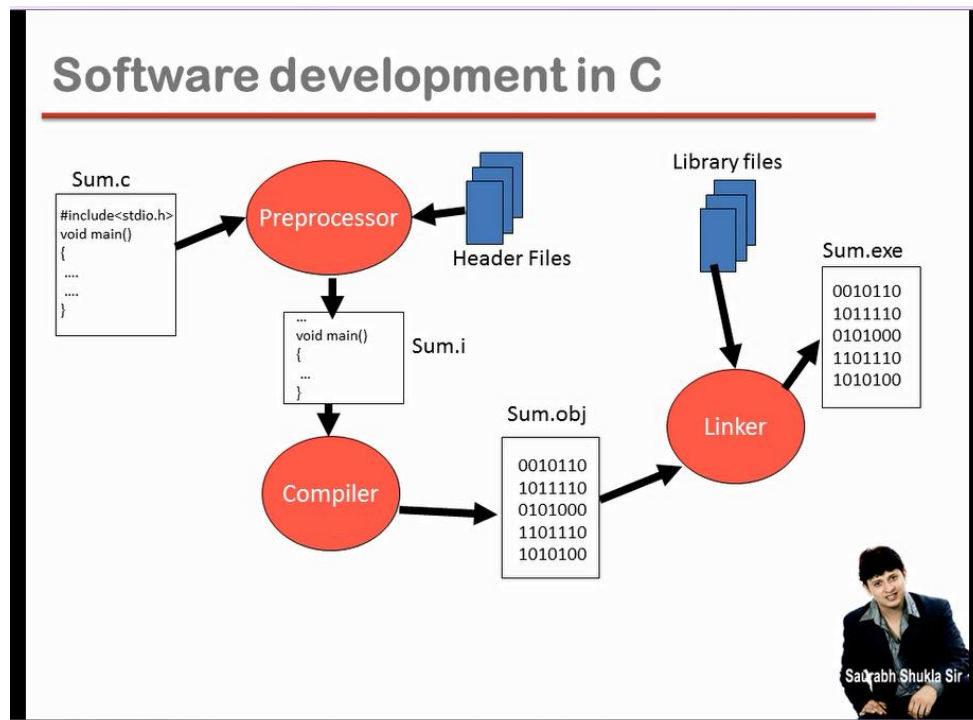 Software development in C
Sum.c
#include<stdio.h>
void main()
{
....
....
}
Preprocessor
Header Files
...
void main()
{
...
}
Sum.i
Compiler
Sum.obj
0010110
1011110
0101000
1101110
1010100
Library files
Linker
Sum.exe
0010110
1011110
0101000
1101110
1010100
Saurabh Shukla Sir